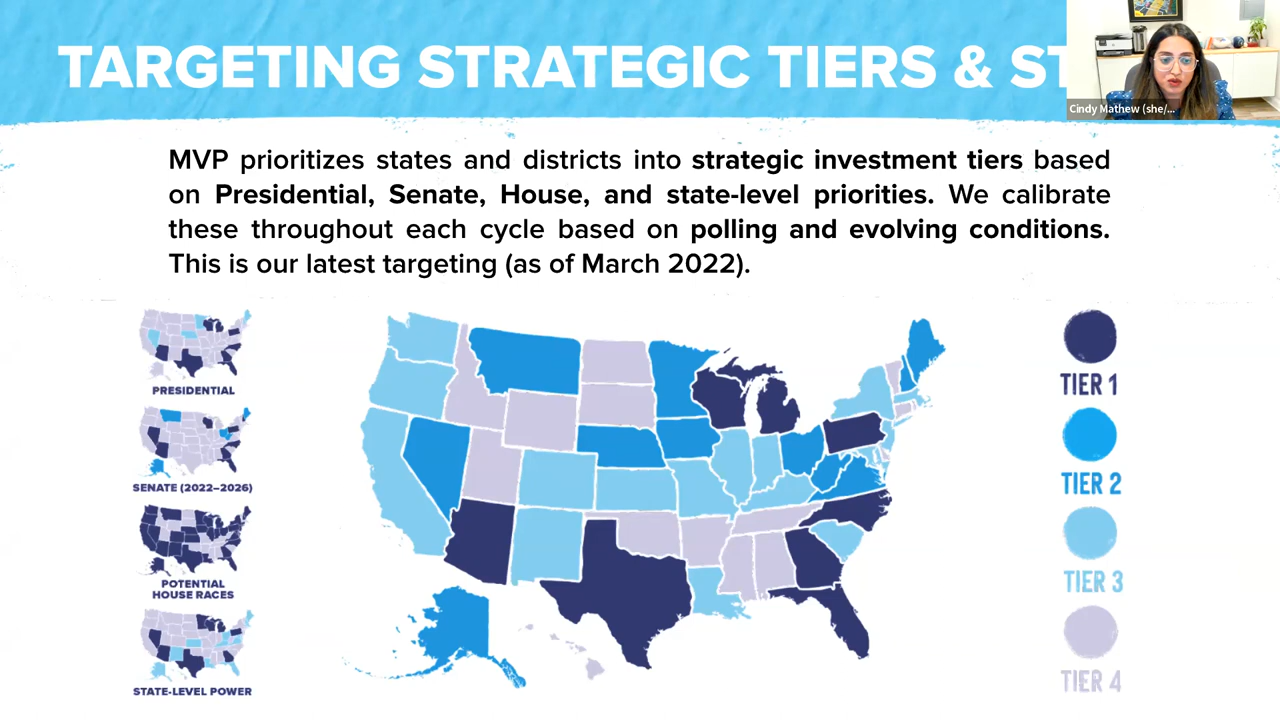 TARGETING STRATEGIC TIERS & ST
Cindy Mathew (she/...
MVP prioritizes states and districts into strategic investment tiers based
on Presidential, Senate, House, and state-level priorities. We calibrate
these throughout each cycle based on polling and evolving conditions.
This is our latest targeting (as of March 2022).
PRESIDENTIAL
SENATE (2022–2026)
POTENTIAL
HOUSE RACES
STATE-LEVEL POWER
TIER 1
TIER 2
TIER 3
TIER 4